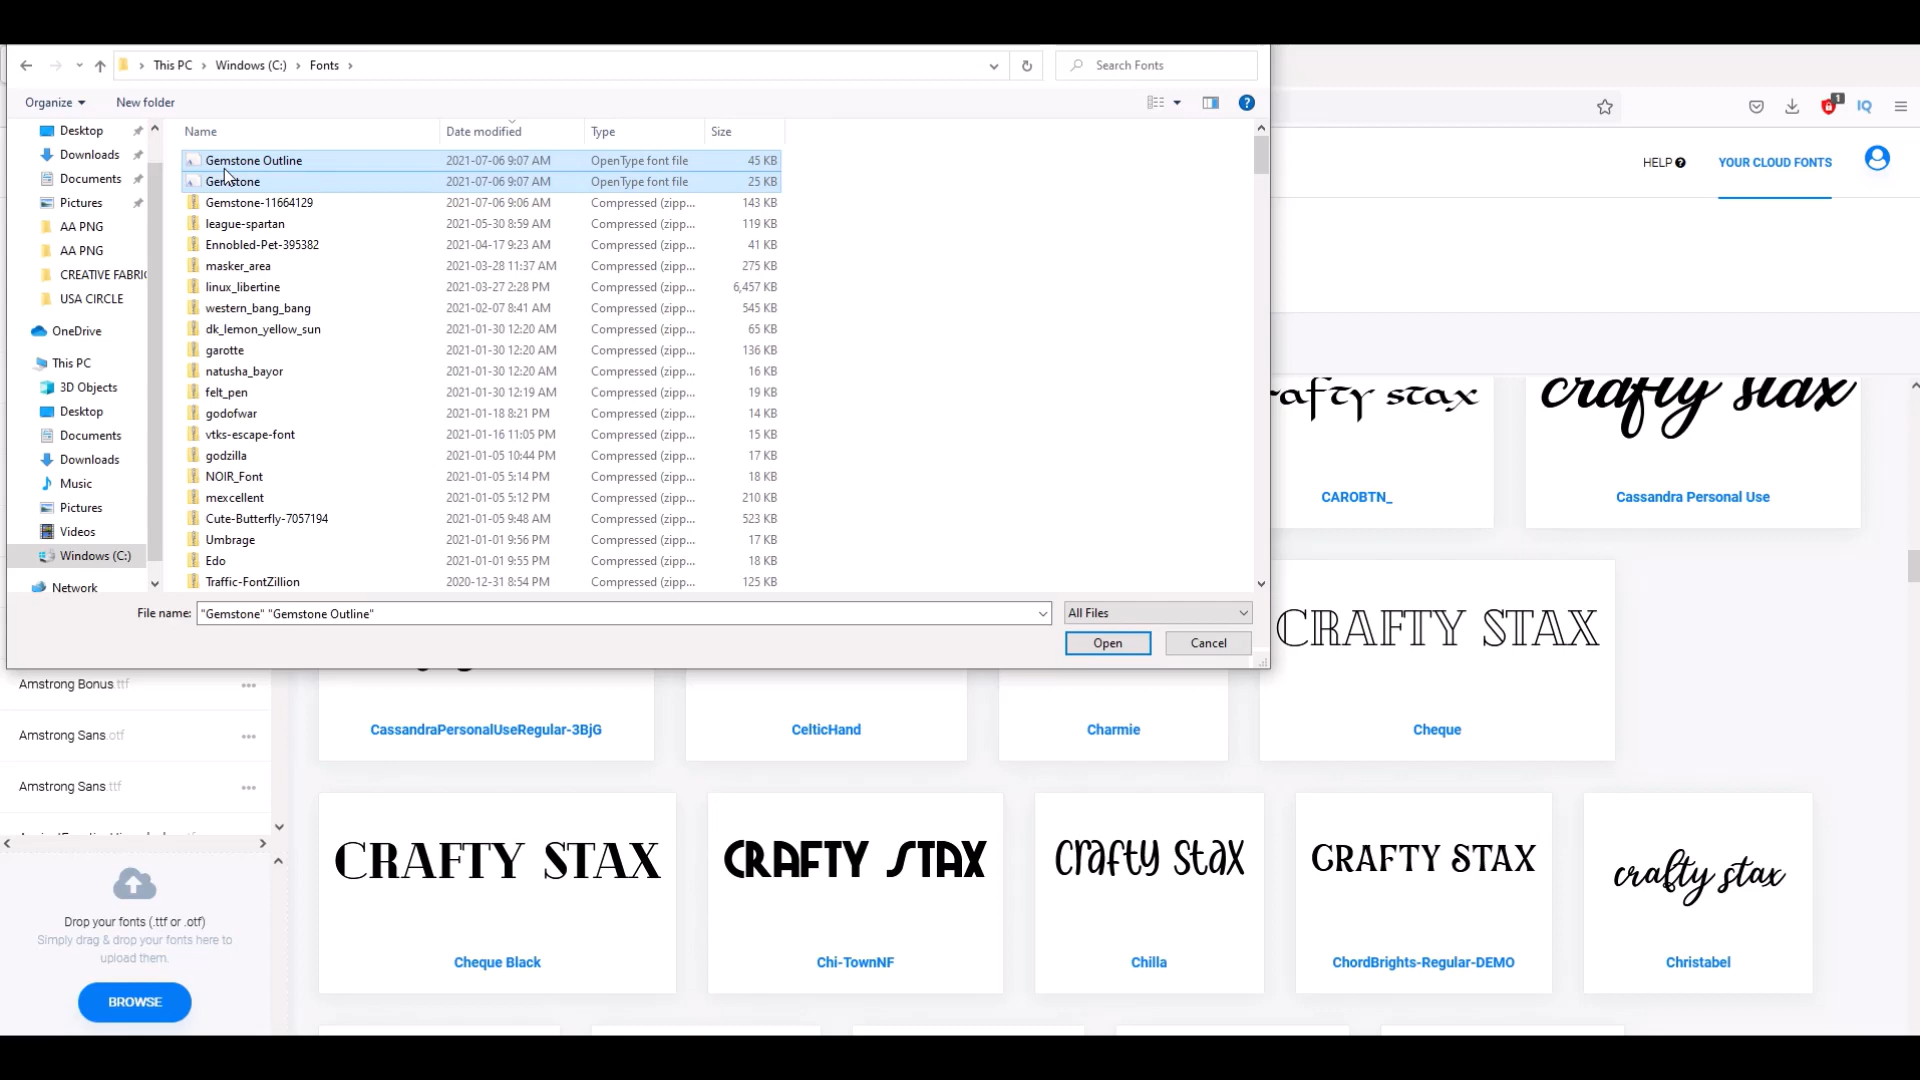 This PC > Windows (C:) > Fonts >
Search Fonts
Organize
New folder
Name Date modified Type Size
Desktop
Downloads
Documents
Pictures
AA PNG
AA PNG
CREATIVE FABRIC
USA CIRCLE
OneDrive
This PC
3D Objects
Desktop
Documents
Downloads
Music
Pictures
Videos
Windows (C:)
Network
Gemstone Outline 2021-07-06 9:07 AM OpenType font file 45 KB
Gemstone 2021-07-06 9:07 AM OpenType font file 25 KB
Gemstone-11664129 2021-07-06 9:06 AM Compressed (zipp... 143 KB
league-spartan 2021-05-30 8:59 AM Compressed (zipp... 119 KB
Ennobled-Pet-395382 2021-04-17 9:23 AM Compressed (zipp... 41 KB
masker_area 2021-03-28 11:37 AM Compressed (zipp... 275 KB
linux_libertine 2021-03-27 2:28 PM Compressed (zipp... 6,457 KB
western_bang_bang 2021-02-07 8:41 AM Compressed (zipp... 545 KB
dk_lemon_yellow_sun 2021-01-30 12:20 AM Compressed (zipp... 65 KB
garotte 2021-01-30 12:20 AM Compressed (zipp... 136 KB
natusha_bayor 2021-01-30 12:20 AM Compressed (zipp... 16 KB
felt_pen 2021-01-30 12:19 AM Compressed (zipp... 19 KB
godofwar 2021-01-18 8:21 PM Compressed (zipp... 14 KB
vtks-escape-font 2021-01-16 11:05 PM Compressed (zipp... 15 KB
godzilla 2021-01-05 10:44 PM Compressed (zipp... 17 KB
NOIR_Font 2021-01-05 5:14 PM Compressed (zipp... 18 KB
mexcellent 2021-01-05 5:12 PM Compressed (zipp... 210 KB
Cute-Butterfly-7057194 2021-01-05 9:48 AM Compressed (zipp... 523 KB
Umbrage 2021-01-01 9:56 PM Compressed (zipp... 17 KB
Edo 2021-01-01 9:55 PM Compressed (zipp... 18 KB
Traffic-FontZillion 2020-12-31 8:54 PM Compressed (zipp... 125 KB
File name: "Gemstone" "Gemstone Outline"
All Files
Open
Cancel
1
IQ
HELP
YOUR CLOUD FONTS
crafty stax
crafty stax
CAROBTN_
Cassandra Personal Use
CRAFTY STAX
CassandraPersonalUseRegular-3BjG
CelticHand
Charmie
Cheque
CRAFTY STAX
CRAFTY STAX
crafty stax
CRAFTY STAX
crafty stax
Cheque Black
Chi-TownNF
Chilla
ChordBrights-Regular-DEMO
Christabel
Amstrong Bonus.ttf
Amstrong Sans.otf
Amstrong Sans.ttf
Drop your fonts (.ttf or .otf)
Simply drag & drop your fonts here to
upload them.
BROWSE